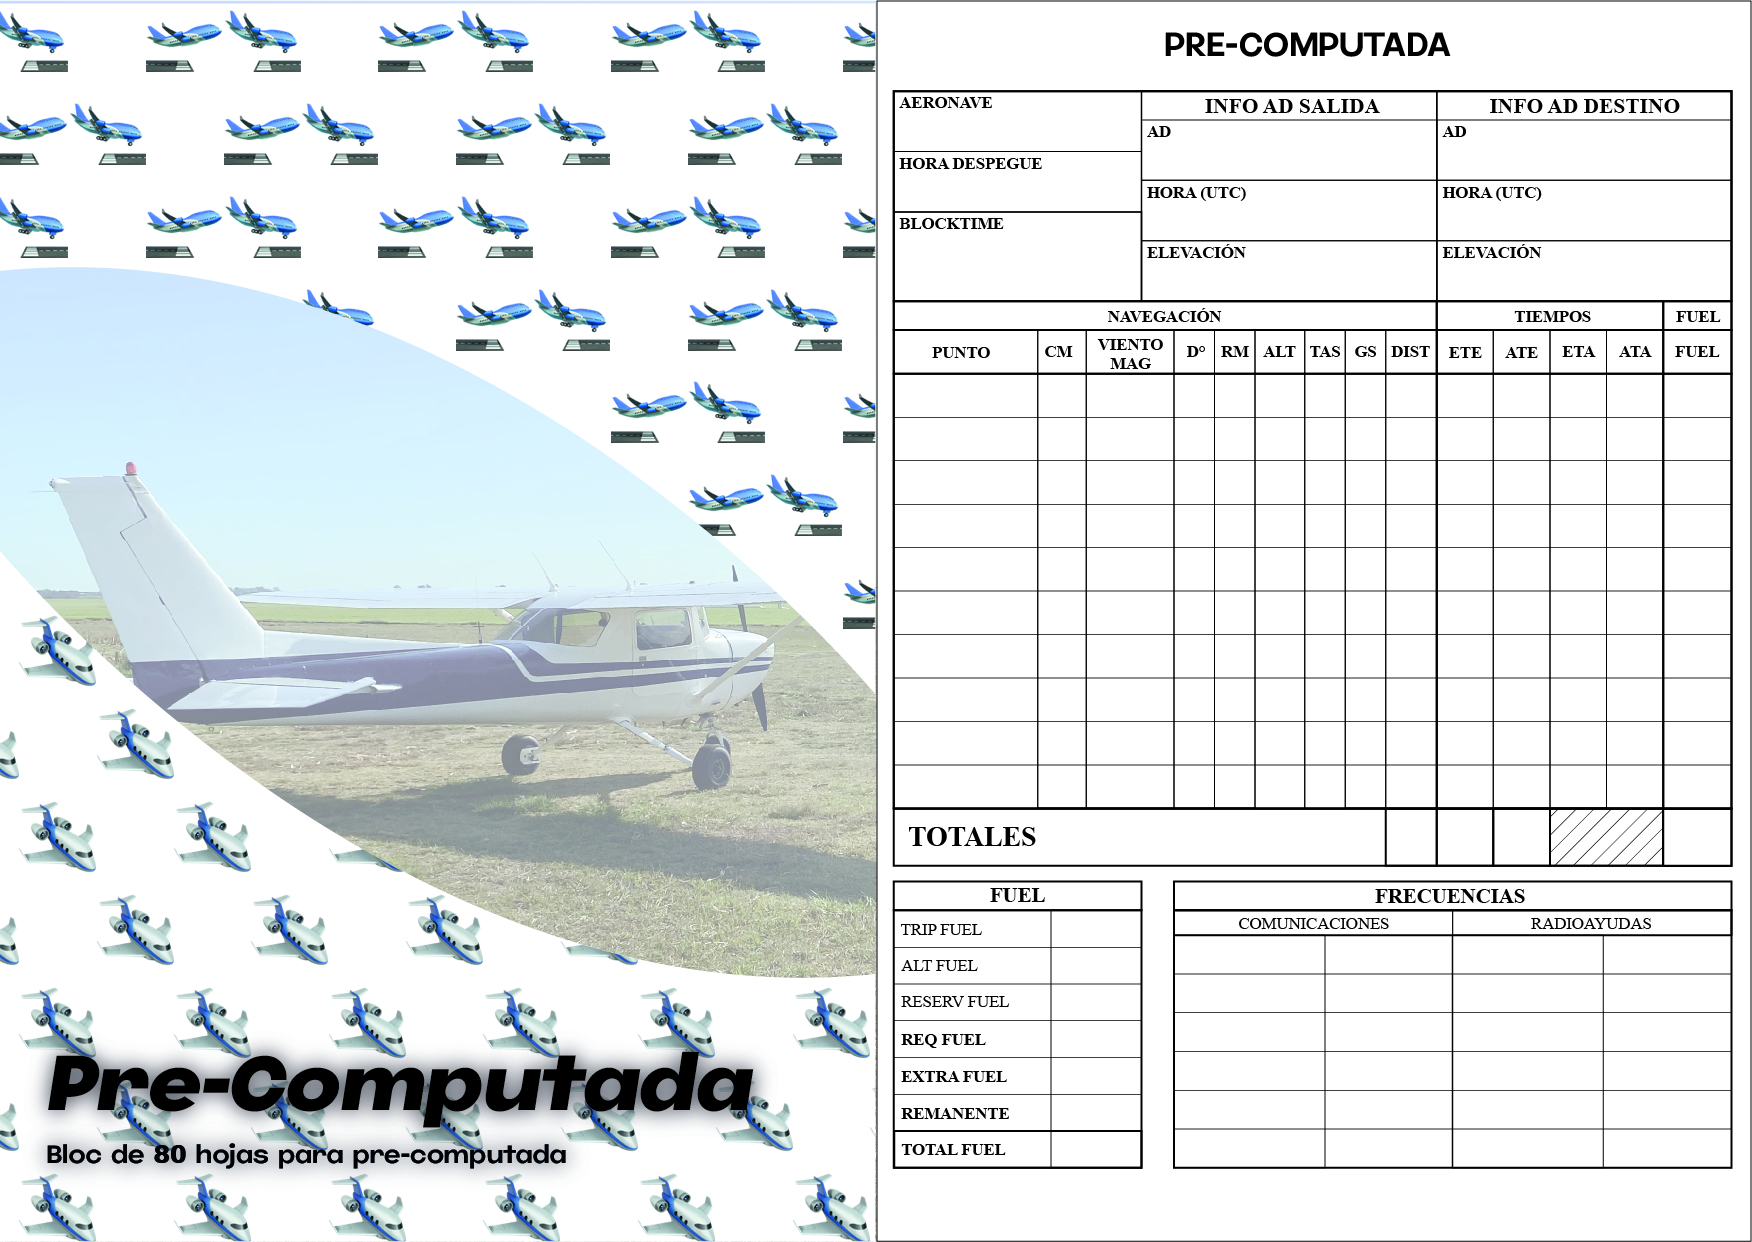 Pre-Computada
Bloc de 80 hojas para pre-computada
PRE-COMPUTADA
AERONAVE
HORA DESPEGUE
BLOCKTIME
INFO AD SALIDA
AD
HORA (UTC)
ELEVACIÓN
INFO AD DESTINO
AD
HORA (UTC)
ELEVACIÓN
NAVEGACIÓN TIEMPOS FUEL
PUNTO CM VIENTO MAG D° RM ALT TAS GS DIST ETE ATE ETA ATA FUEL
TOTALES
FUEL
TRIP FUEL
ALT FUEL
RESERV FUEL
REQ FUEL
EXTRA FUEL
REMANENTE
TOTAL FUEL
FRECUENCIAS
COMUNICACIONES RADIOAYUDAS